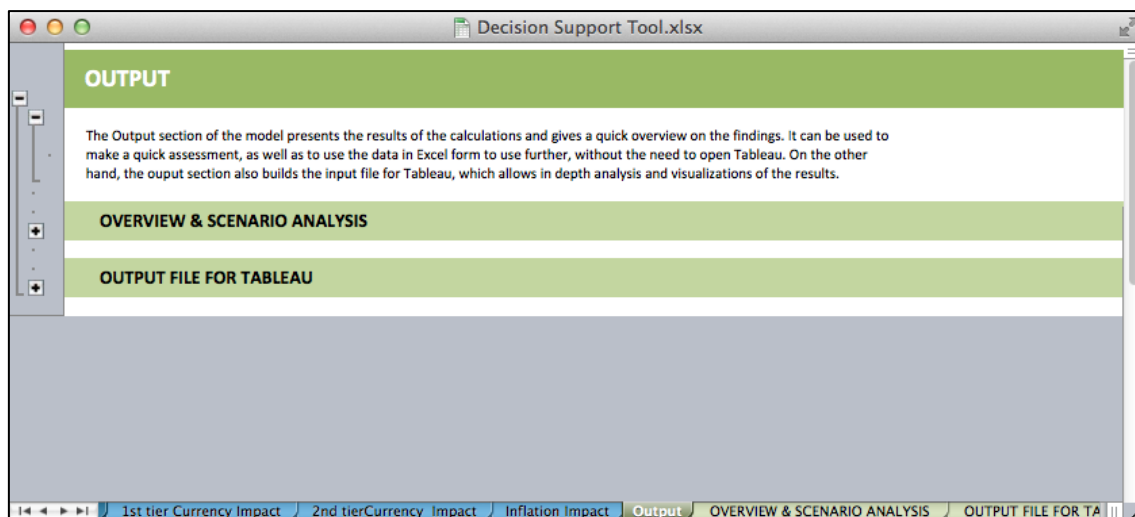 Decision Support Tool.xlsx
OUTPUT
The Output section of the model presents the results of the calculations and gives a quick overview on the findings. It can be used to
make a quick assessment, as well as to use the data in Excel form to use further, without the need to open Tableau. On the other
hand, the ouput section also builds the input file for Tableau, which allows in depth analysis and visualizations of the results.
OVERVIEW & SCENARIO ANALYSIS
OUTPUT FILE FOR TABLEAU
1st tier Currency Impact 2nd tierCurrency Impact Inflation Impact Output OVERVIEW & SCENARIO ANALYSIS OUTPUT FILE FOR TA